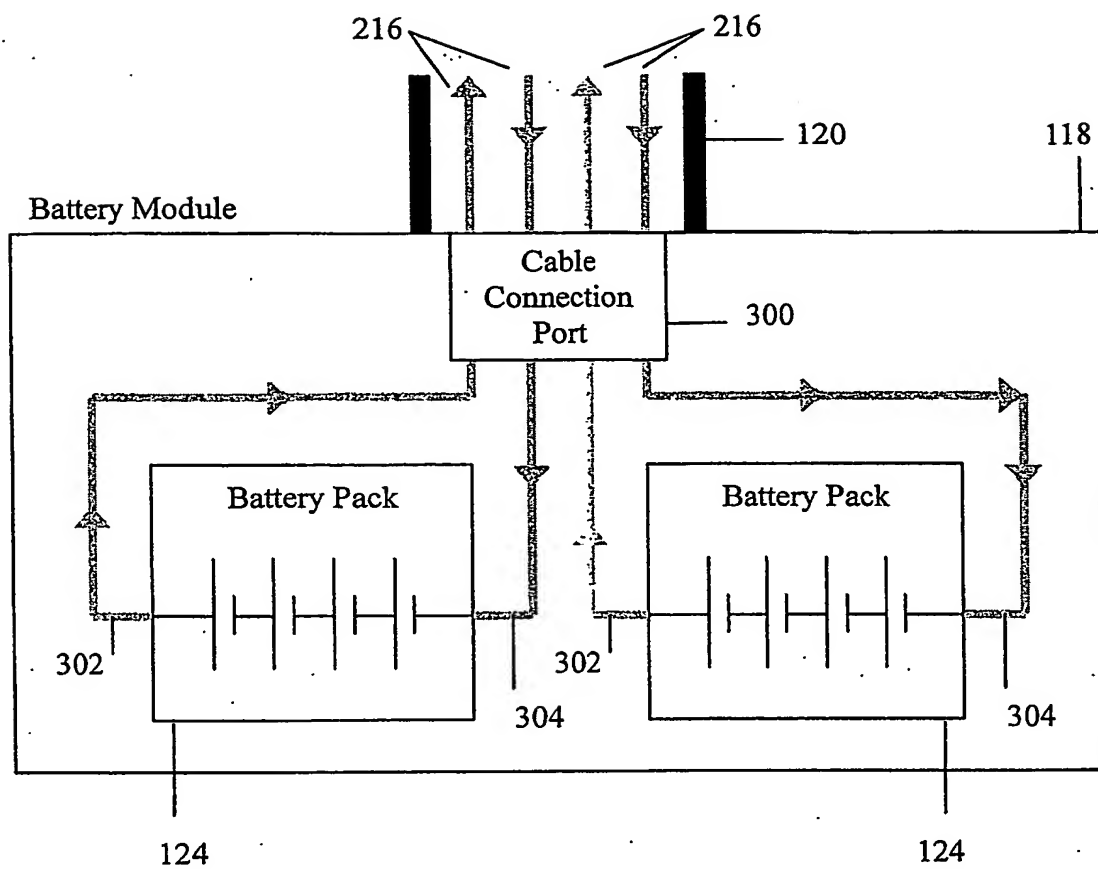 216
216
120
118
Battery Module
Cable
Connection
Port
300
Battery Pack
Battery Pack
302
304
302
304
124
124